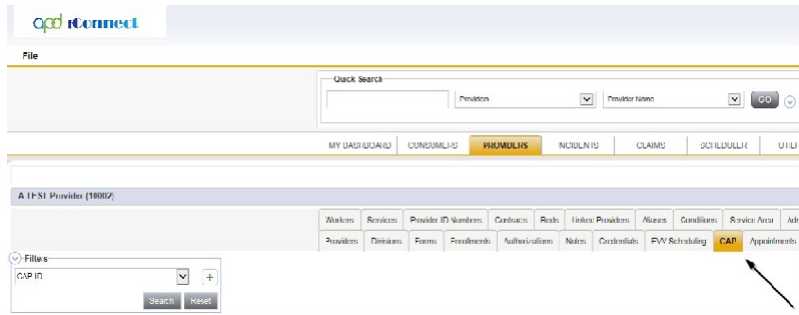 apd iConnect
File
Quick Search
Providers Provider Name GO
MY DASHBOARD CONSUMERS PROVIDERS INCIDENTS CLAIMS SCHEDULER UTILI
A TEST Provider (10002)
Workers Services Provider ID Numbers Contracts Beds Linked Providers Aliases Conditions Service Area Adm
Providers Divisions Forms Enrollments Authorizations Notes Credentials EVV Scheduling CAP Appointments
Filters
CAP ID
Search Reset